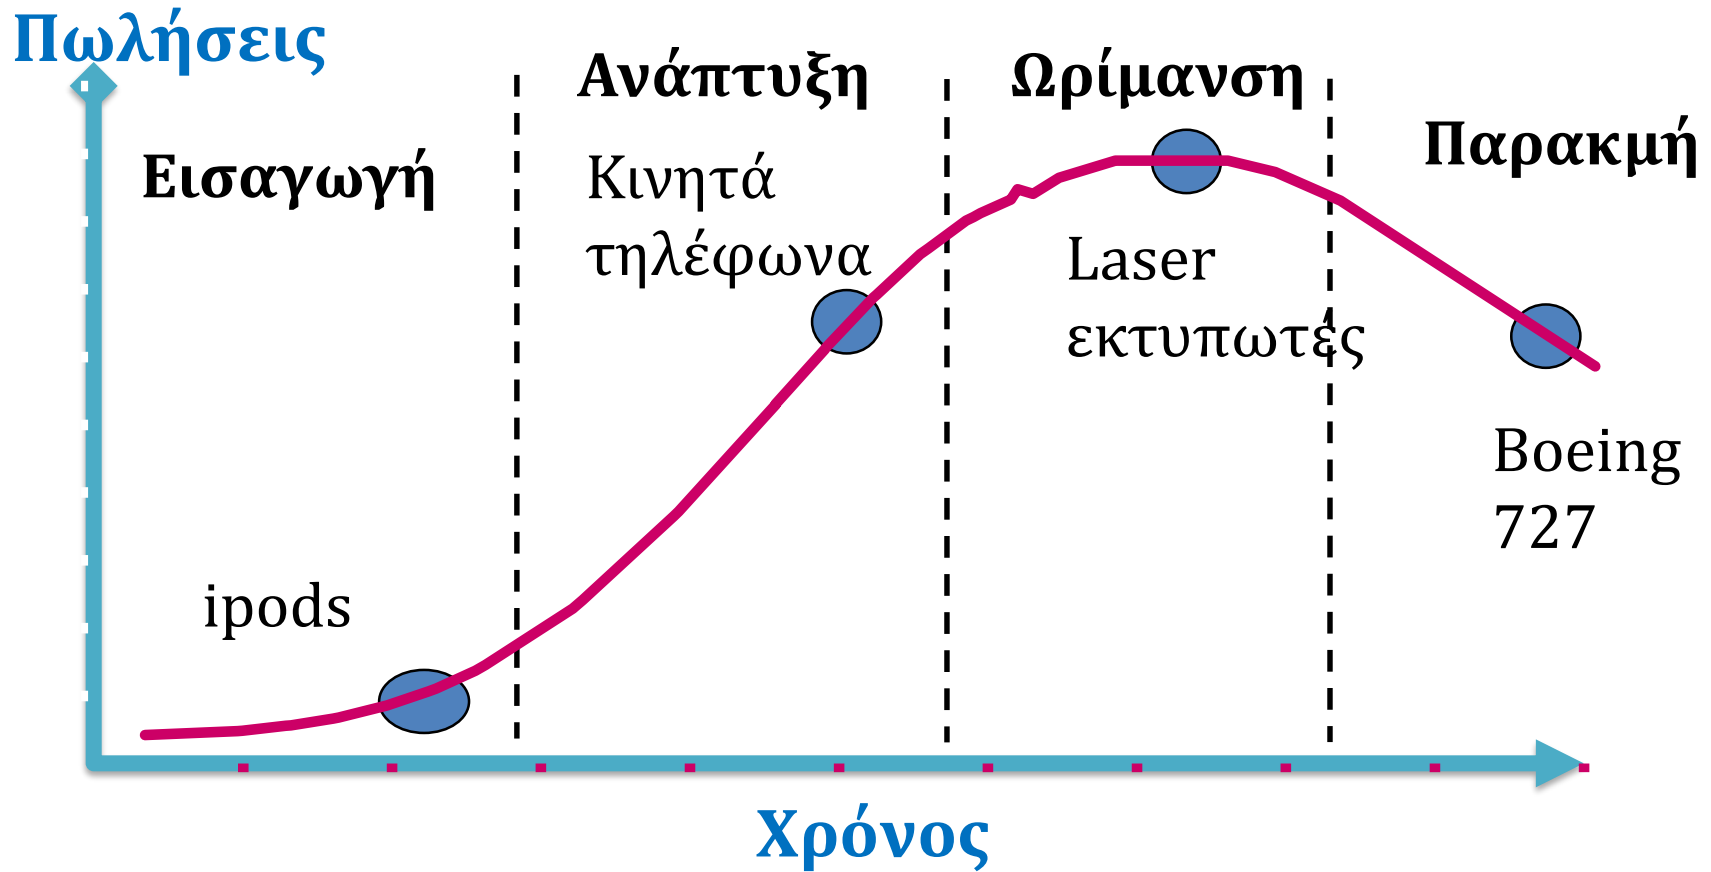 Πωλήσεις
Εισαγωγή
Ανάπτυξη
Ωρίμανση
Παρακμή
Κινητά
τηλέφωνα
Laser
εκτυπωτές
Boeing
727
ipods
Χρόνος